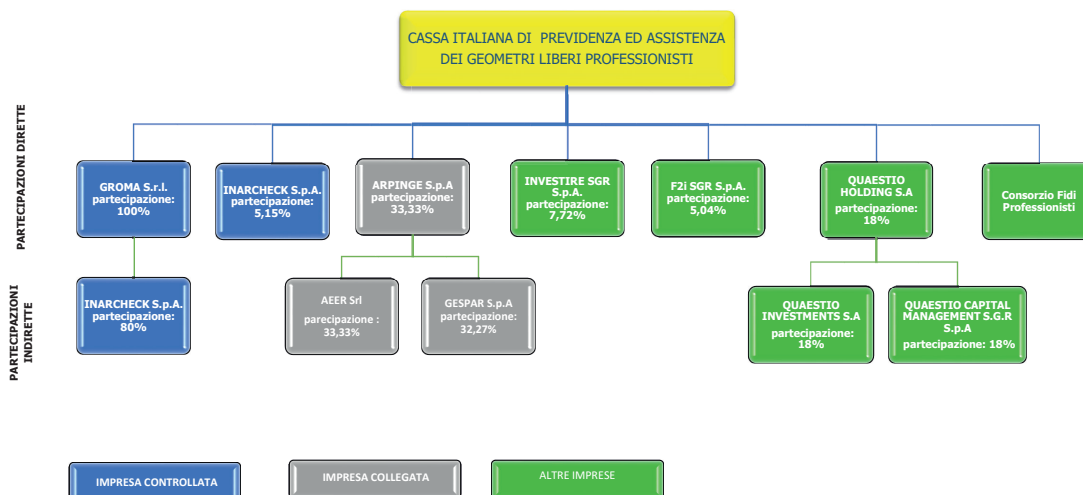 CASSA ITALIANA DI PREVIDENZA ED ASSISTENZA
DEI GEOMETRI LIBERI PROFESSIONISTI
PARTECIPAZIONI DIRETTE
GROMA S.r.l.
partecipazione:
100%
INARCHECK S.p.A.
partecipazione:
5,15%
ARPINGE S.p.A
partecipazione:
33,33%
INVESTIRE SGR
S.p.A.
partecipazione:
7,72%
F2i SGR S.p.A.
partecipazione:
5,04%
QUAESTIO
HOLDING S.A
partecipazione:
18%
Consorzio Fidi
Professionisti
PARTECIPAZIONI
INDIRETTE
INARCHECK S.p.A.
partecipazione:
80%
AEER Srl
parecipazione :
33,33%
GESPAR S.p.A
partecipazione:
32,27%
QUAESTIO
INVESTMENTS S.A
partecipazione:
18%
QUAESTIO CAPITAL
MANAGEMENT S.G.R
S.p.A
partecipazione: 18%
IMPRESA CONTROLLATA
IMPRESA COLLEGATA
ALTRE IMPRESE